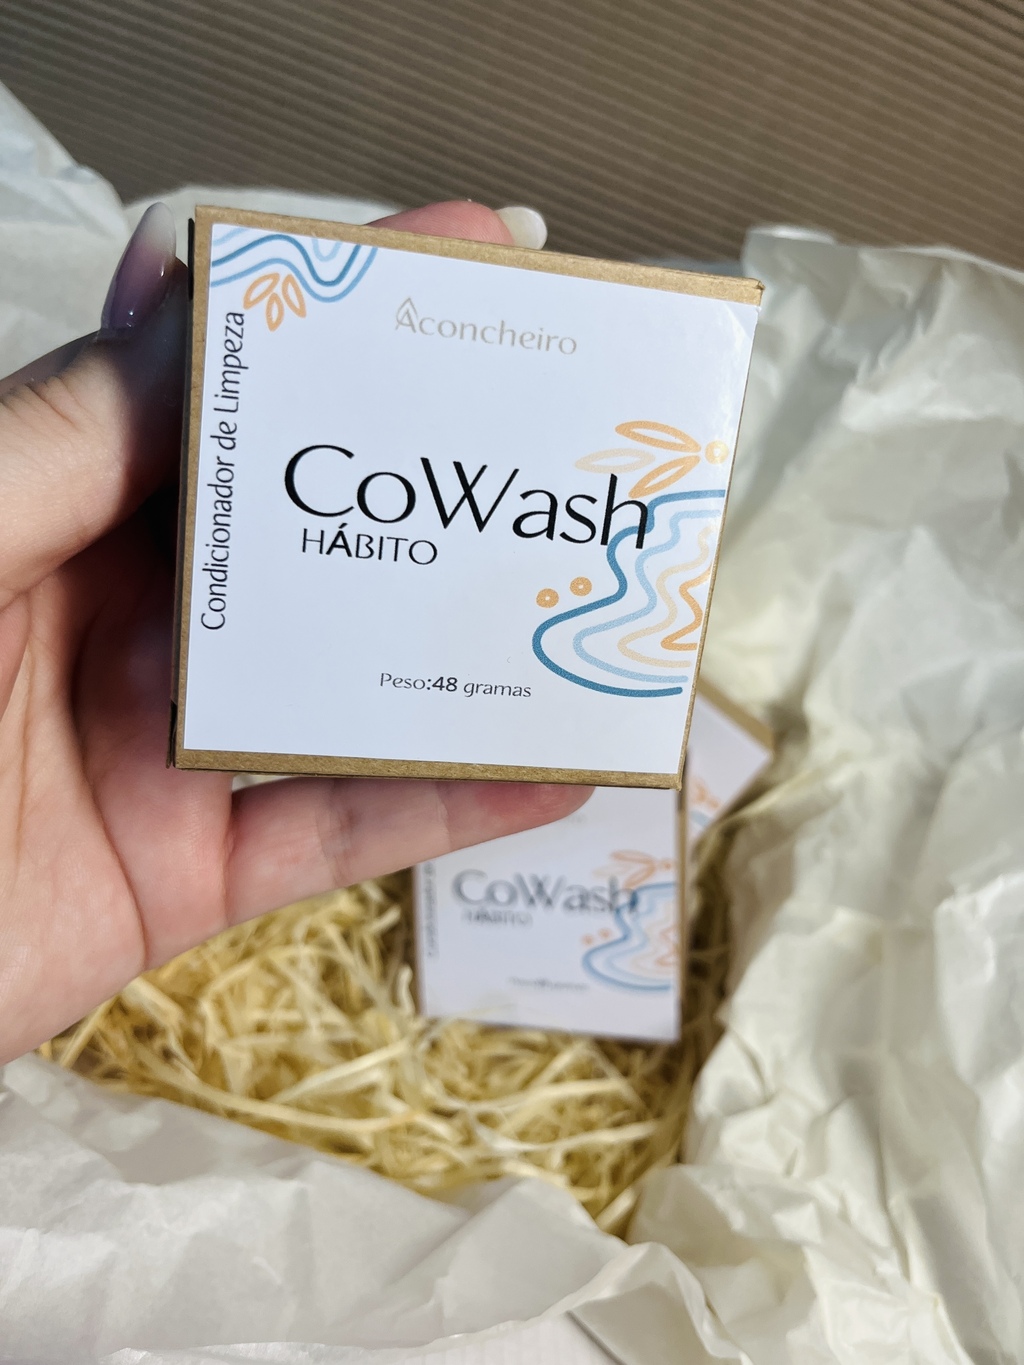 Aconcheiro
Condicionador de Limpeza
CoWash
HÁBITO
Peso:48 gramas
CoWash
HÁBITO